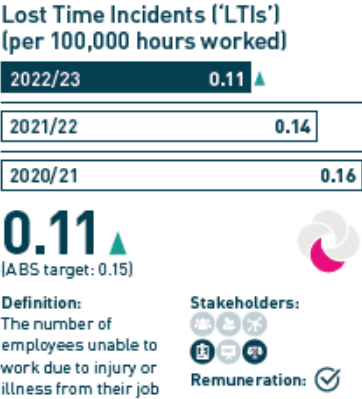 Lost Time Incidents (‘LTIs’)
(per 100,000 hours worked)
2022/23 0.11
2021/22 0.14
2020/21 0.16
0.11
(ABS target: 0.15)
Definition:
The number of
employees unable to
work due to injury or
illness from their job
Stakeholders:
Remuneration: